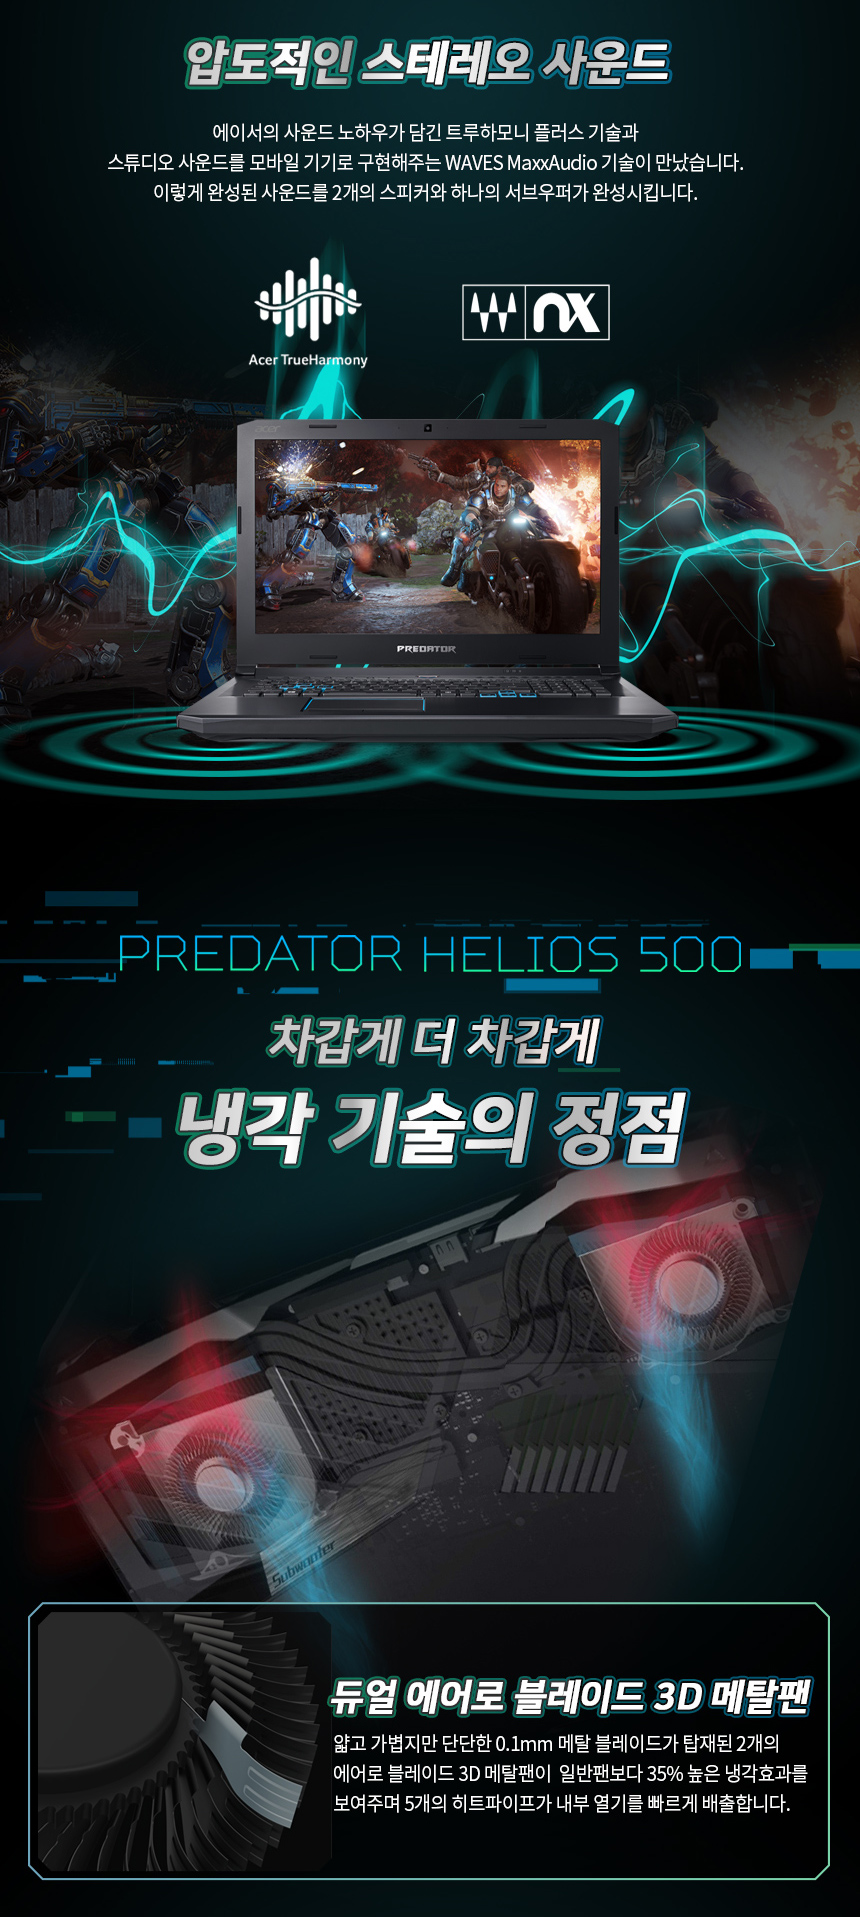 압도적인 스테레오 사운드
에이서의 사운드 노하우가 담긴 트루하모니 플러스 기술과
스튜디오 사운드를 모바일 기기로 구현해주는 WAVES MaxxAudio 기술이 만났습니다.
이렇게 완성된 사운드를 2개의 스피커와 하나의 서브우퍼가 완성시킵니다.
Acer TrueHarmony
nx
acer
PREDATOR
PREDATOR HELIOS 500
차갑게 더 차갑게
냉각 기술의 정점
Subwoofer
듀얼 에어로 블레이드 3D 메탈팬
얇고 가볍지만 단단한 0.1mm 메탈 블레이드가 탑재된 2개의
에어로 블레이드 3D 메탈팬이 일반팬보다 35% 높은 냉각효과를
보여주며 5개의 히트파이프가 내부 열기를 빠르게 배출합니다.